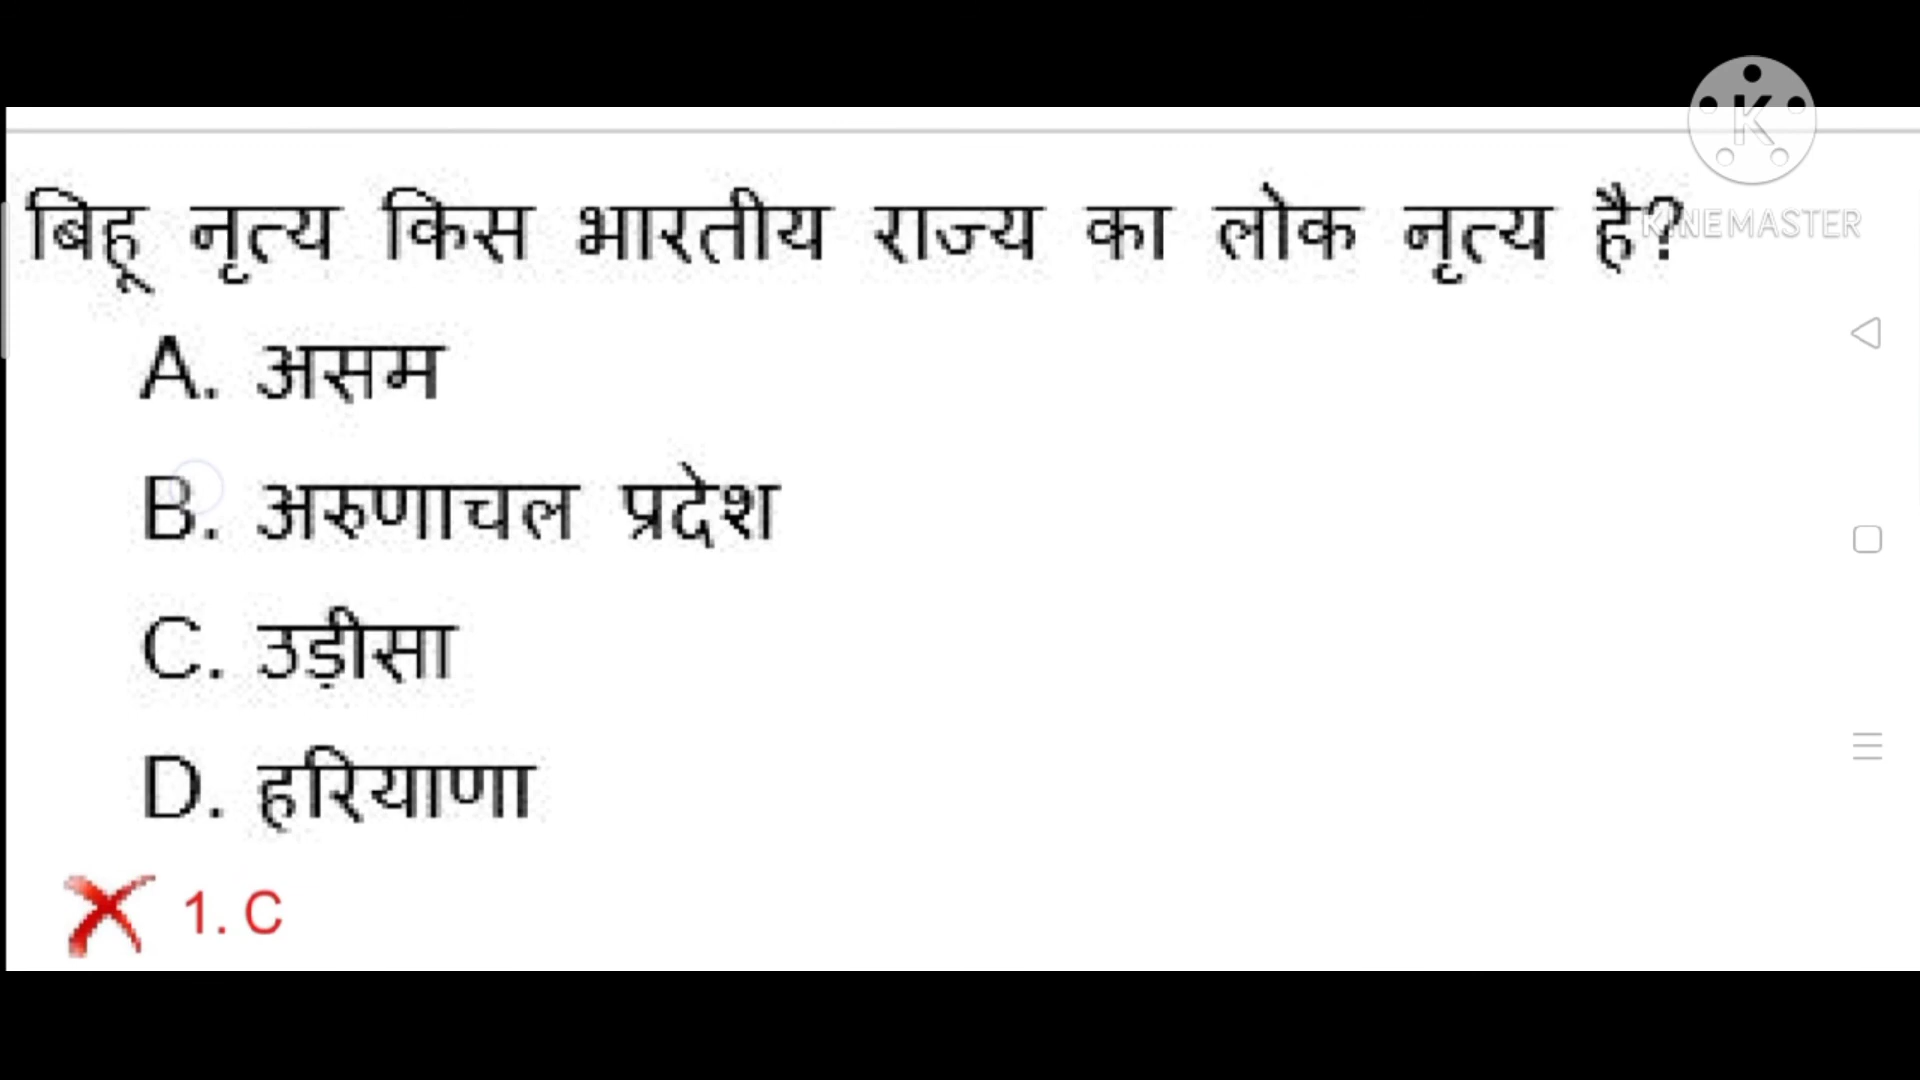 बिहू नृत्य किस भारतीय राज्य का लोक नृत्य है?
KINEMASTER
A. असम
B. अरुणाचल प्रदेश
C. उड़ीसा
D. हरियाणा
1. C